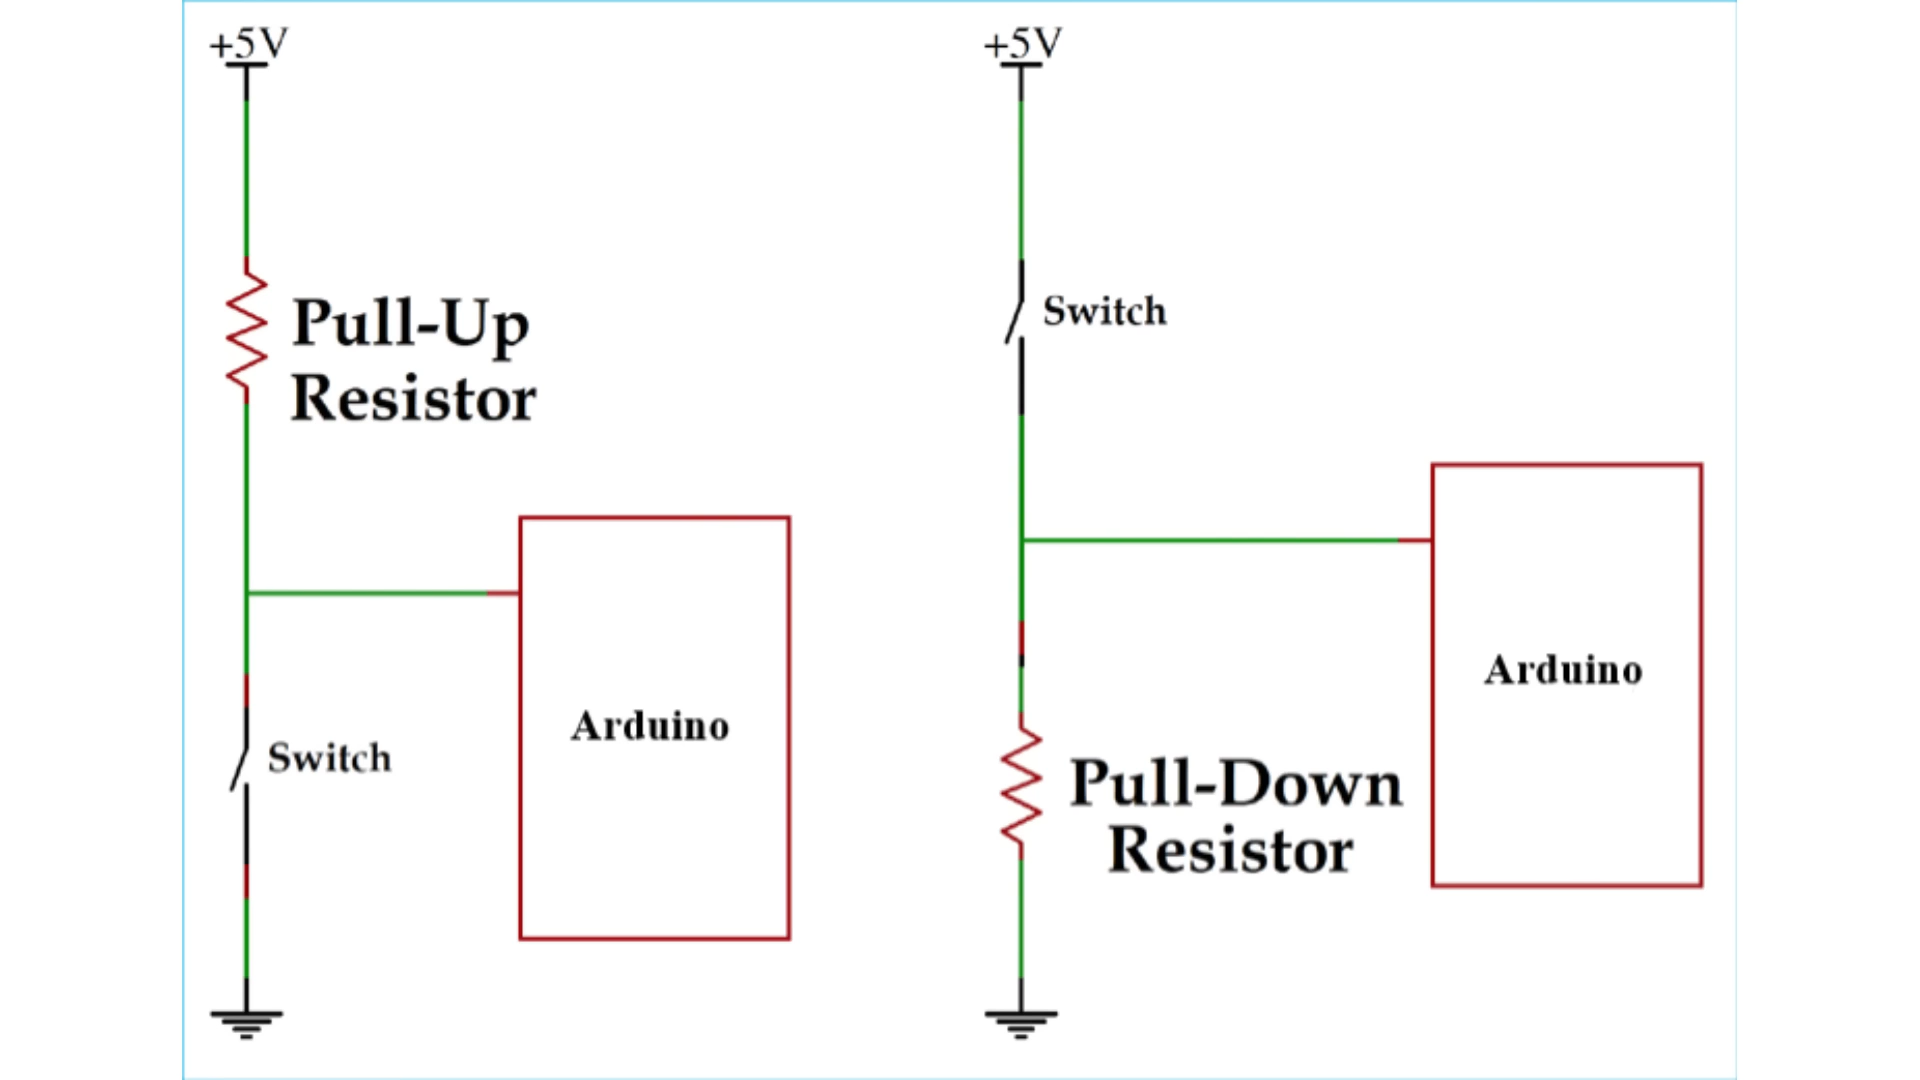 +5V
Pull-Up
Resistor
Switch
Arduino
+5V
Switch
Arduino
Pull-Down
Resistor